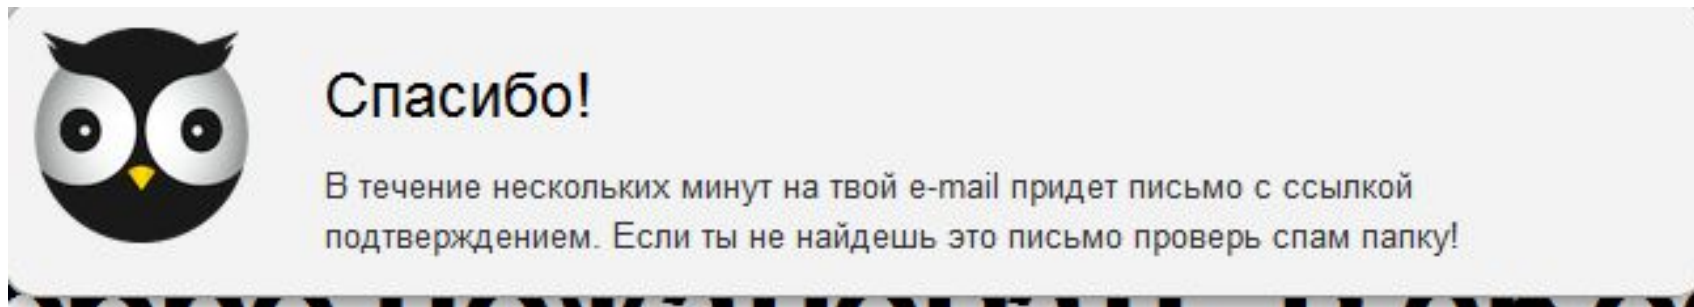 Спасибо!
В течение нескольких минут на твой e-mail придет письмо с ссылкой
подтверждением. Если ты не найдешь это письмо проверь спам папку!